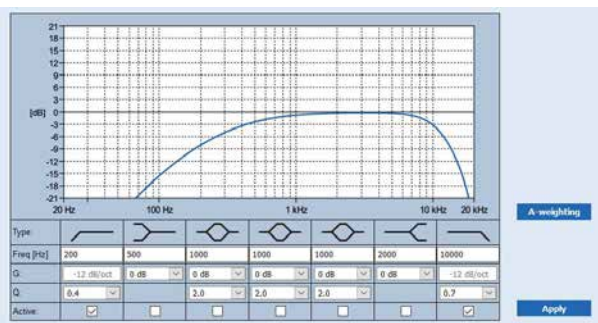 21
18
15
12
9
6
3
[dB] 0
-3
-6
-9
-12
-15
-18
-21
20 Hz 100 Hz 1 kHz 10 kHz 20 kHz
A-weighting
Type:
Freq [Hz] 200 500 1000 1000 1000 2000 10000
G: -12 dB/oct 0 dB 0 dB 0 dB 0 dB 0 dB -12 dB/oct
Q: 0.4 2.0 2.0 2.0 0.7
Active:
Apply